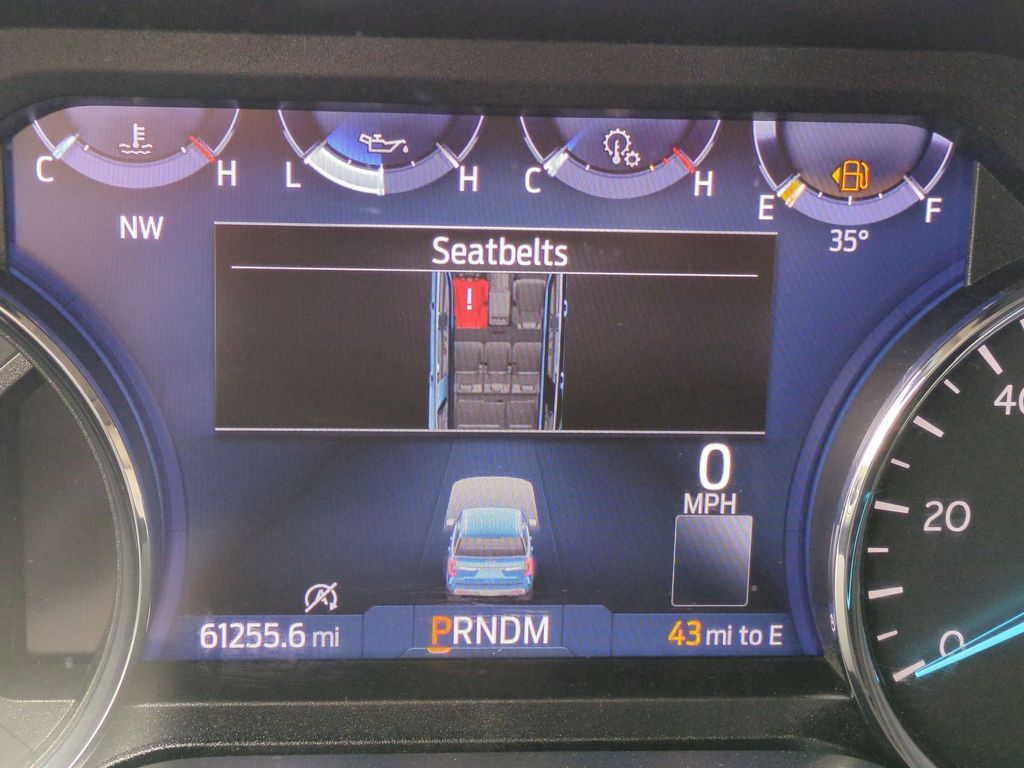 C H
L H
C H
E F
NW
35°
Seatbelts
!
40
0
MPH
20
0
61255.6 mi
PRNDM
43 mi to E